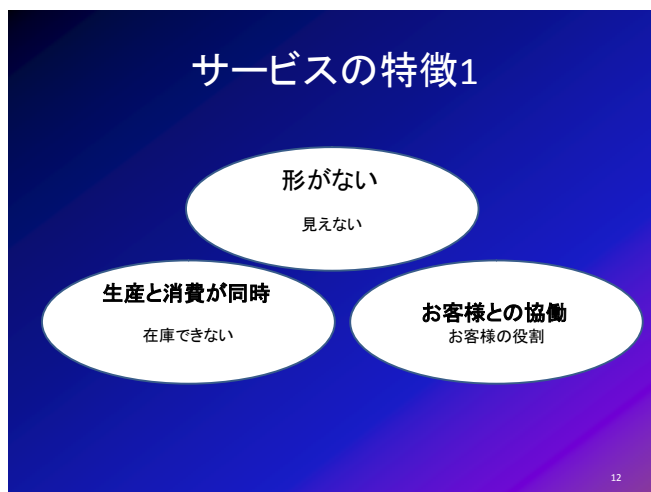 サービスの特徴1
形がない
見えない
生産と消費が同時
在庫できない
お客様との協働
お客様の役割
12